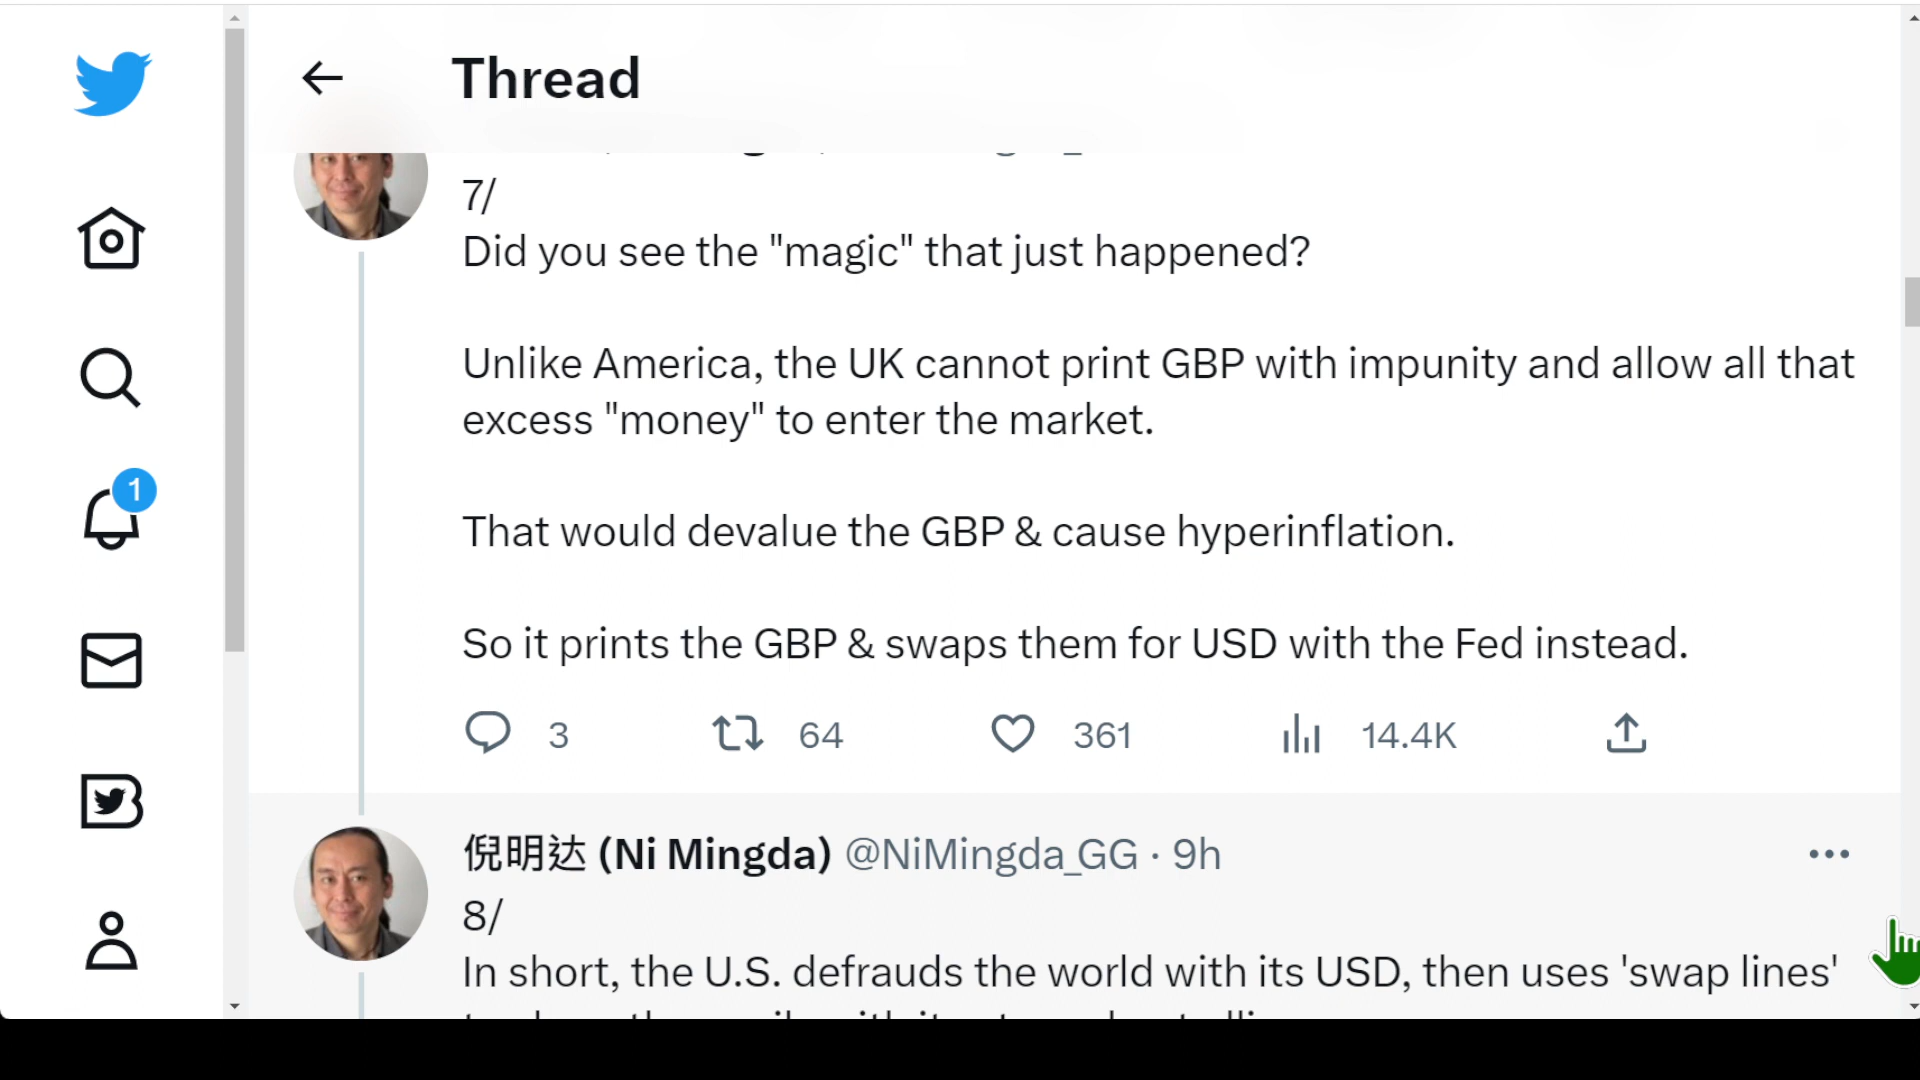 Thread
7/
Did you see the "magic" that just happened?
Unlike America, the UK cannot print GBP with impunity and allow all that
excess "money" to enter the market.
That would devalue the GBP & cause hyperinflation.
So it prints the GBP & swaps them for USD with the Fed instead.
3 64 361 14.4K
1
倪明达 (Ni Mingda) @NiMingda_GG · 9h
8/
In short, the U.S. defrauds the world with its USD, then uses 'swap lines'